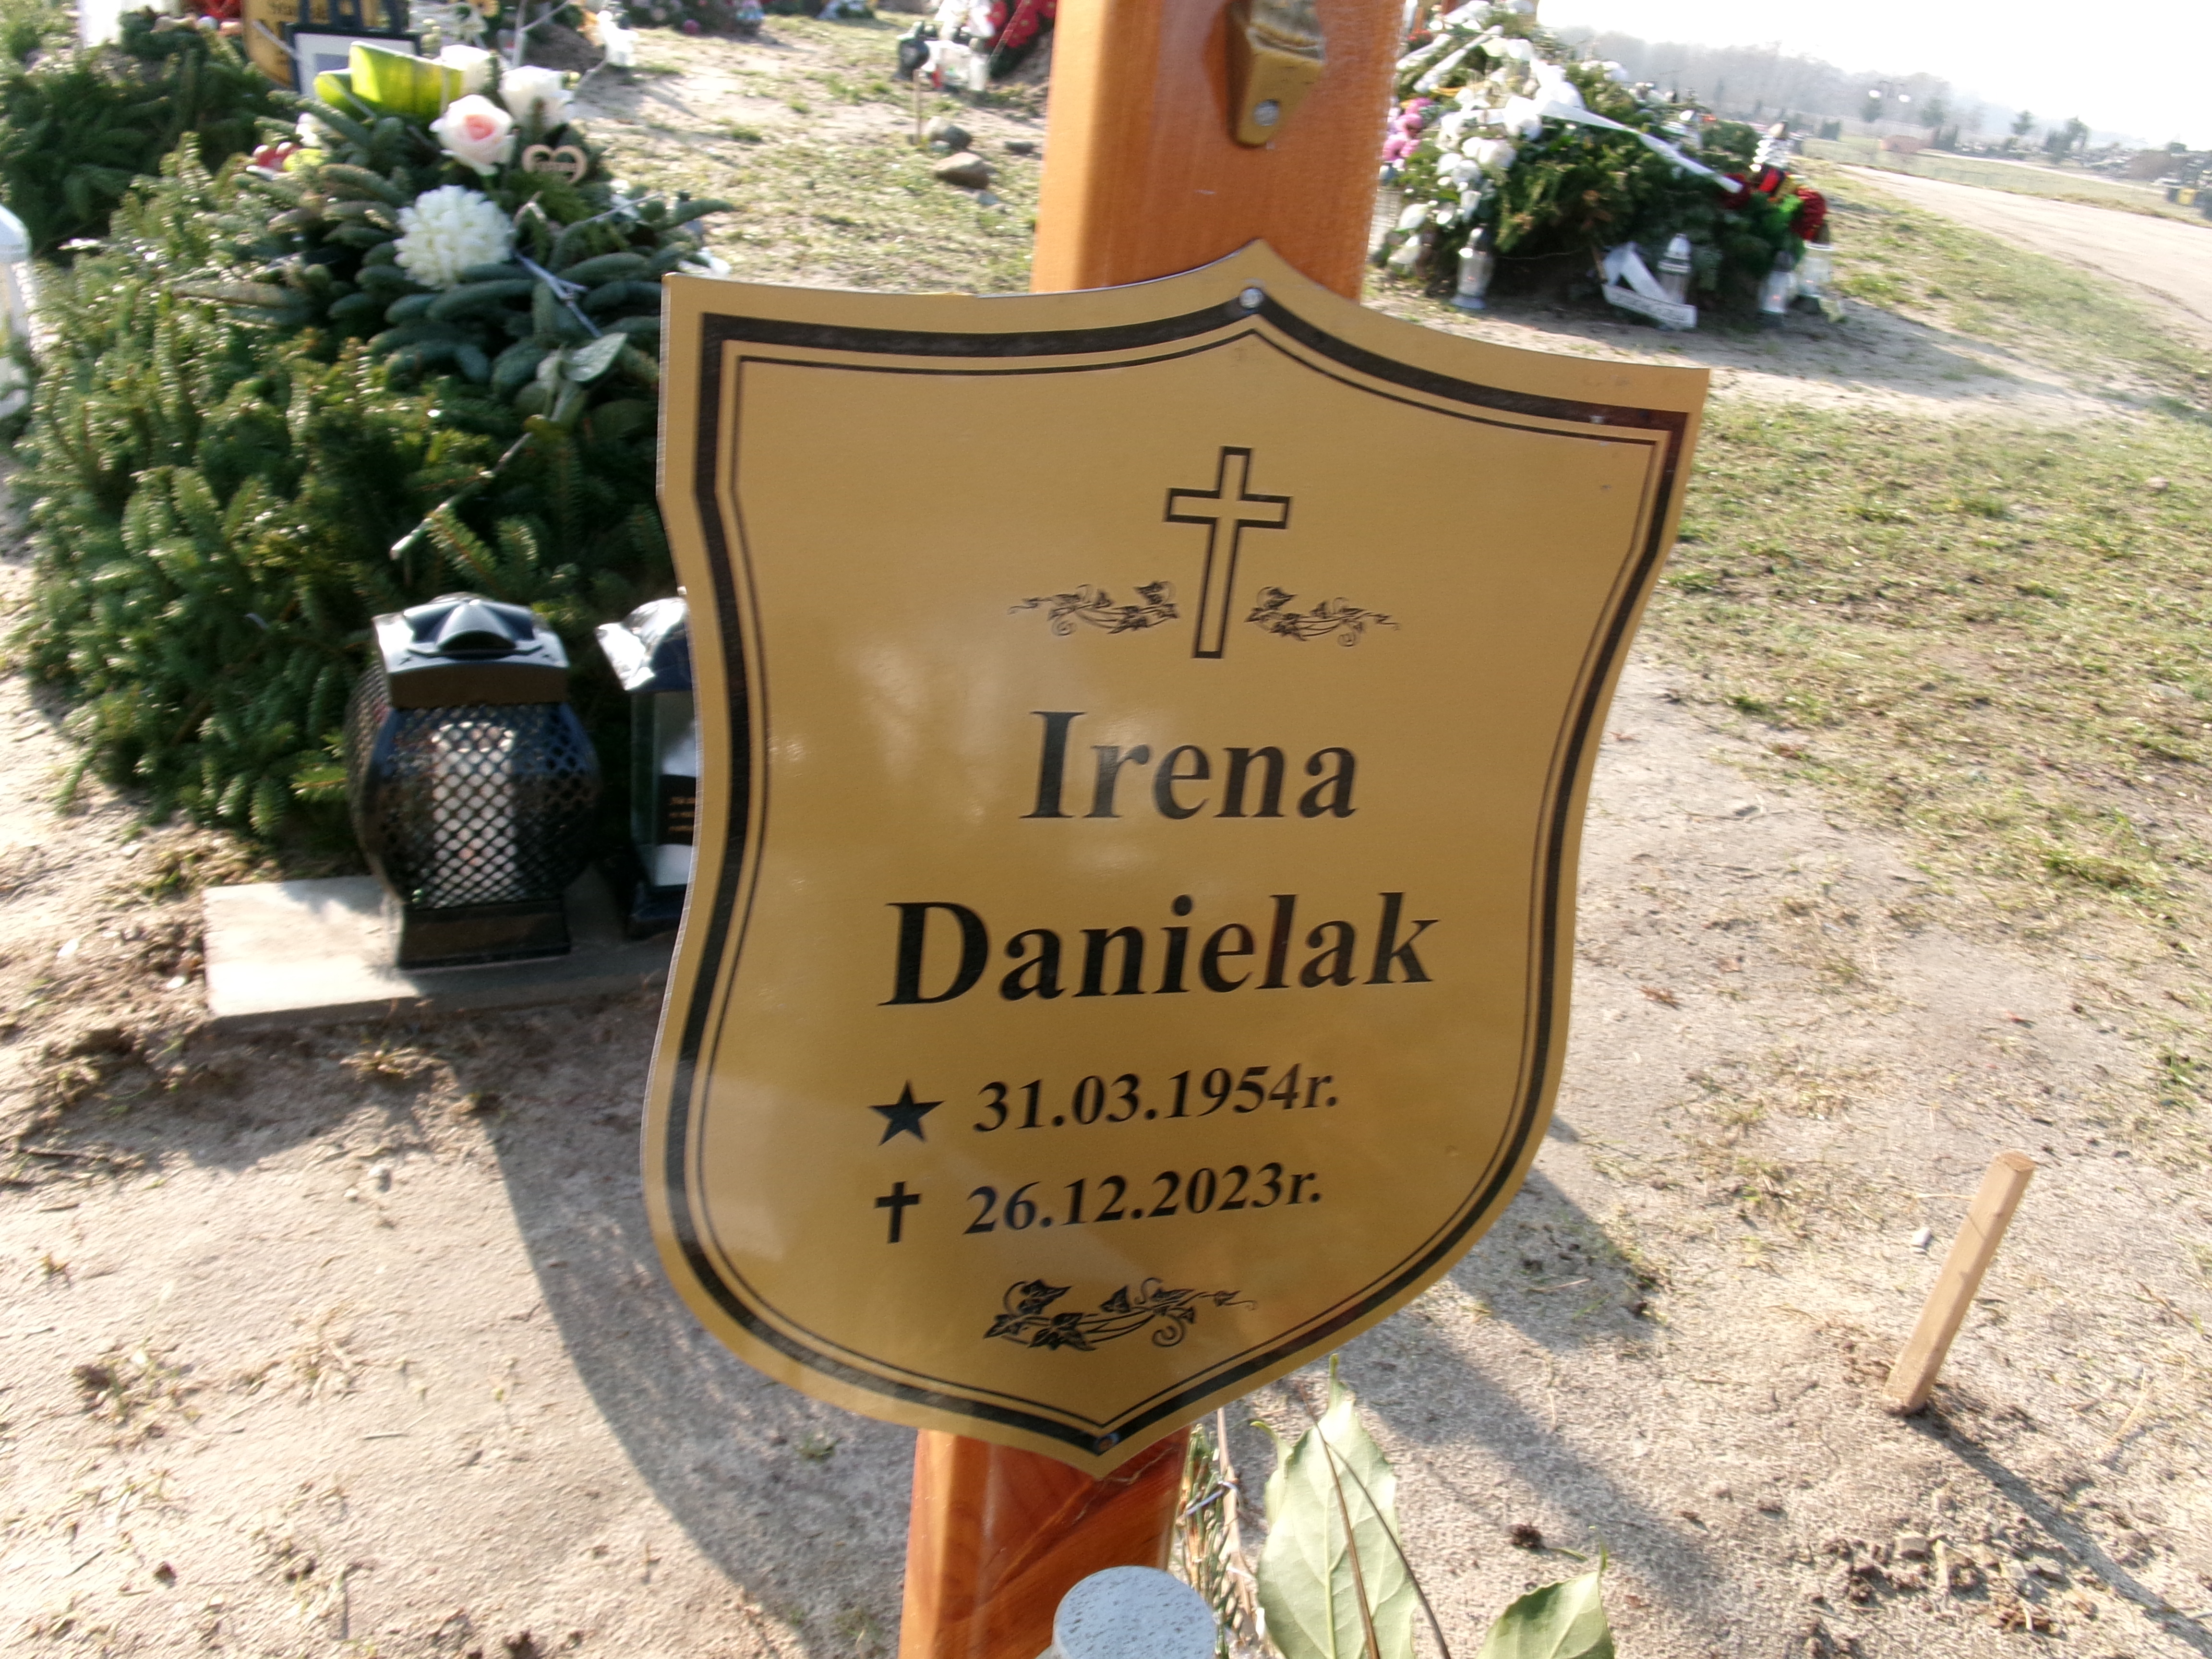 Irena
Danielak
★ 31.03.1954r.
✝ 26.12.2023r.